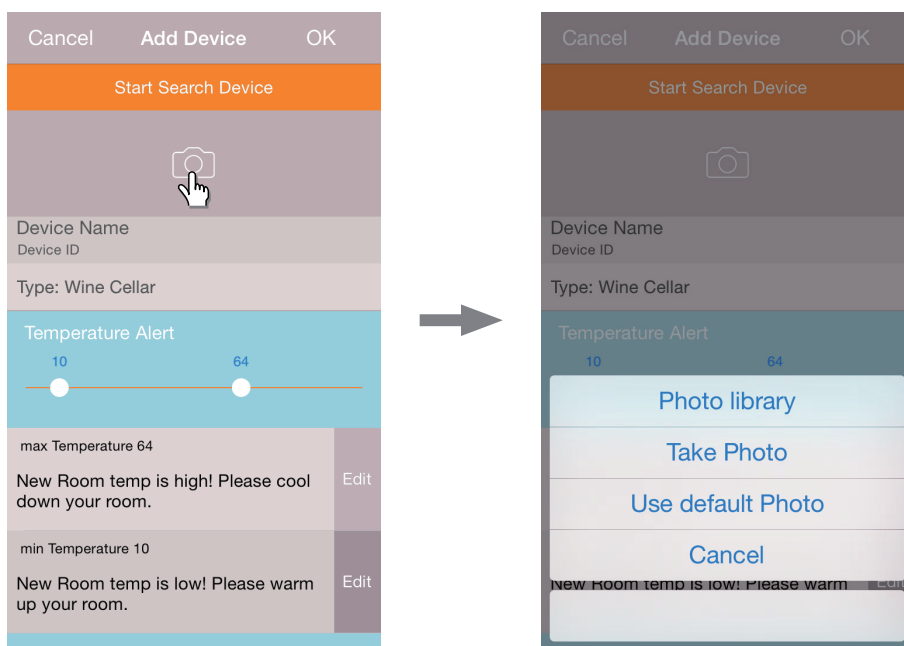 Cancel Add Device OK
Start Search Device
Device Name
Device ID
Type: Wine Cellar
Temperature Alert
10 64
max Temperature 64
New Room temp is high! Please cool
down your room.
Edit
min Temperature 10
New Room temp is low! Please warm
up your room.
Edit
Cancel Add Device OK
Start Search Device
Device Name
Device ID
Type: Wine Cellar
Temperature Alert
10 64
Photo library
Take Photo
Use default Photo
Cancel
New Room temp is low! Please warm
Edit